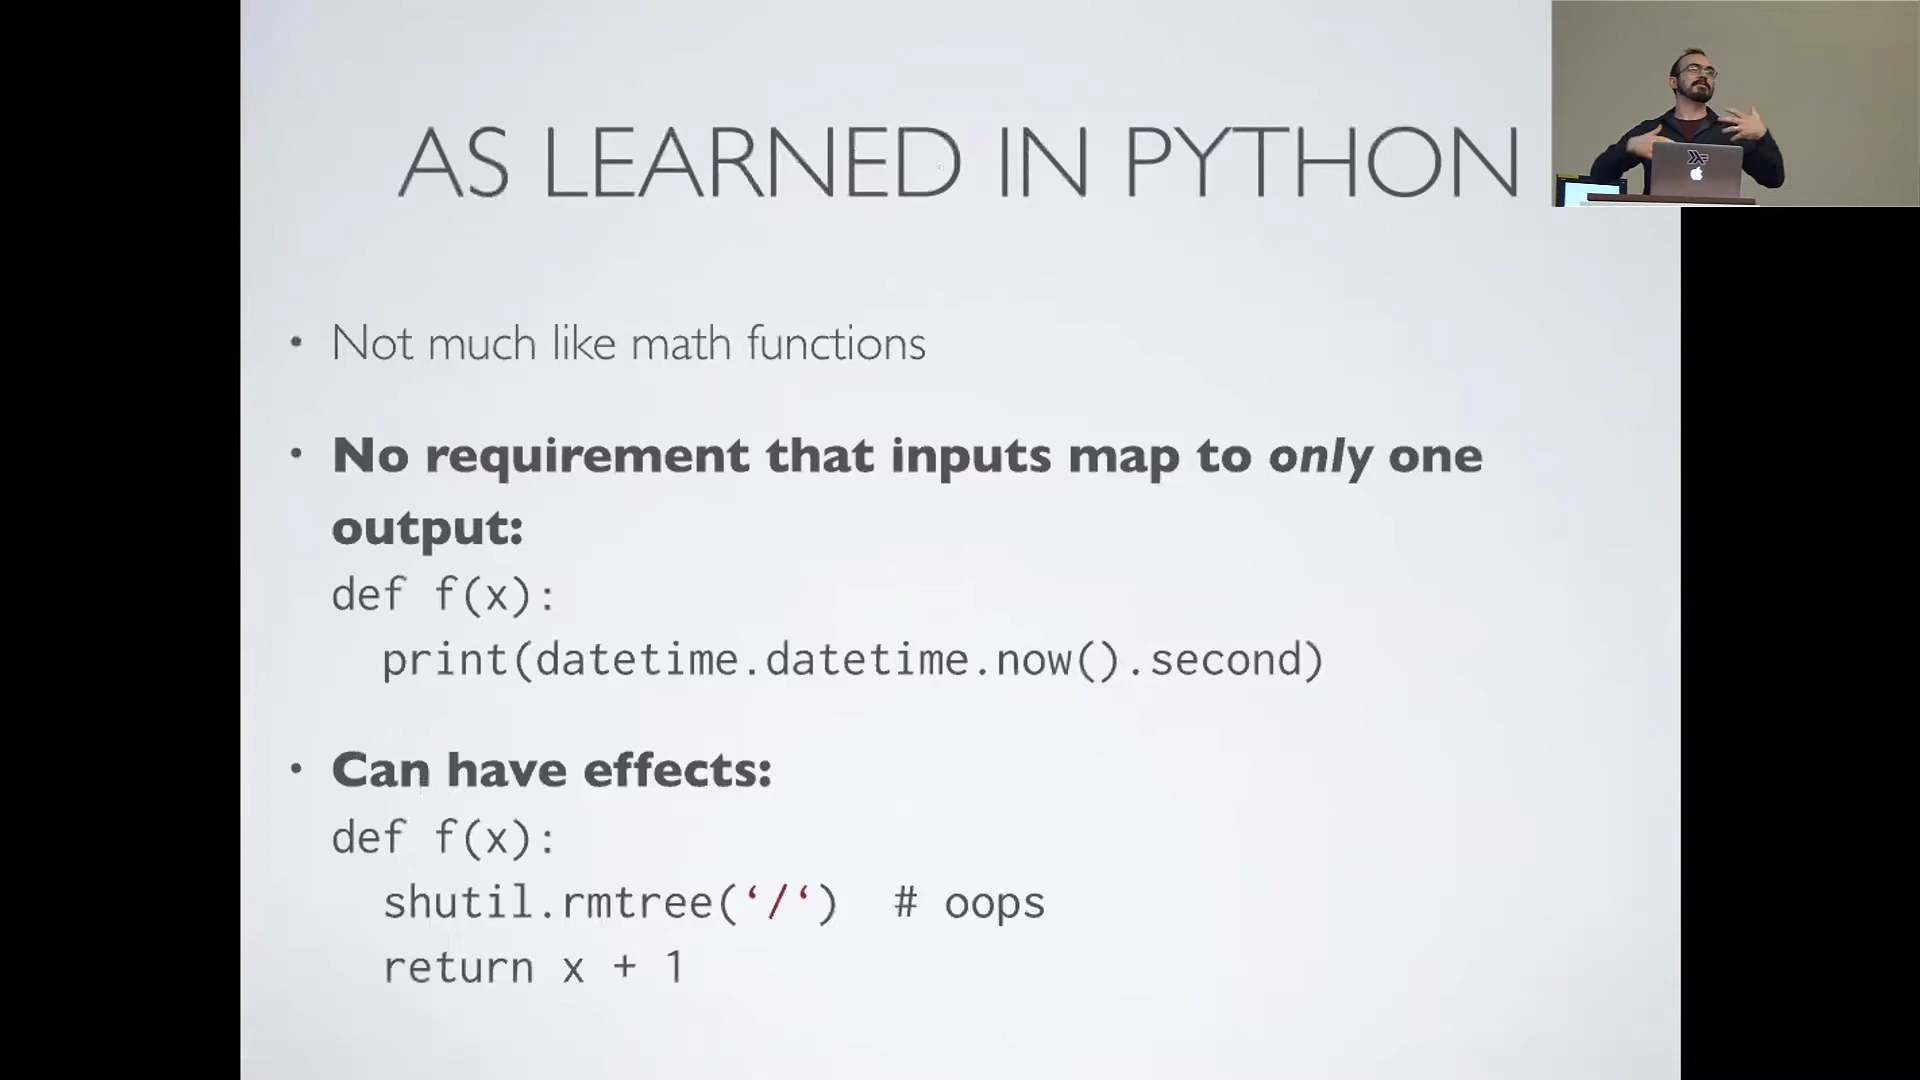 AS LEARNED IN PYTHON
• Not much like math functions
• No requirement that inputs map to only one
output:
def f(x):
print(datetime.datetime.now().second)
• Can have effects:
def f(x):
shutil.rmtree(‘/‘) # oops
return x + 1